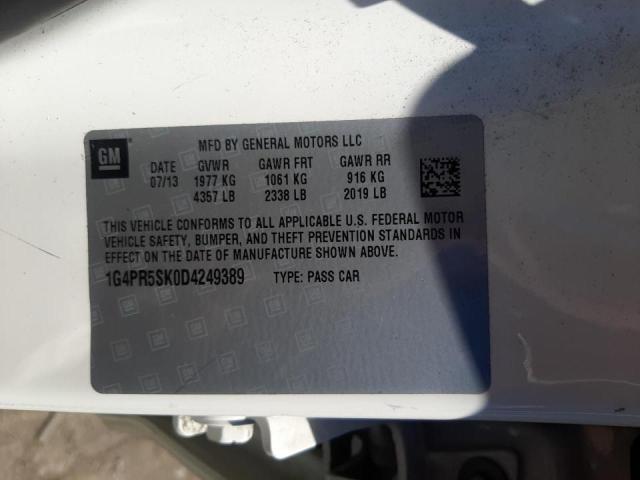 GM
MFD BY GENERAL MOTORS LLC
DATE GVWR GAWR FRT GAWR RR
07/13 1977 KG 1061 KG 916 KG
4357 LB 2338 LB 2019 LB
THIS VEHICLE CONFORMS TO ALL APPLICABLE U.S. FEDERAL MOTOR
VEHICLE SAFETY, BUMPER, AND THEFT PREVENTION STANDARDS IN
EFFECT ON THE DATE OF MANUFACTURE SHOWN ABOVE.
1G4PR5SK0D4249389 TYPE: PASS CAR